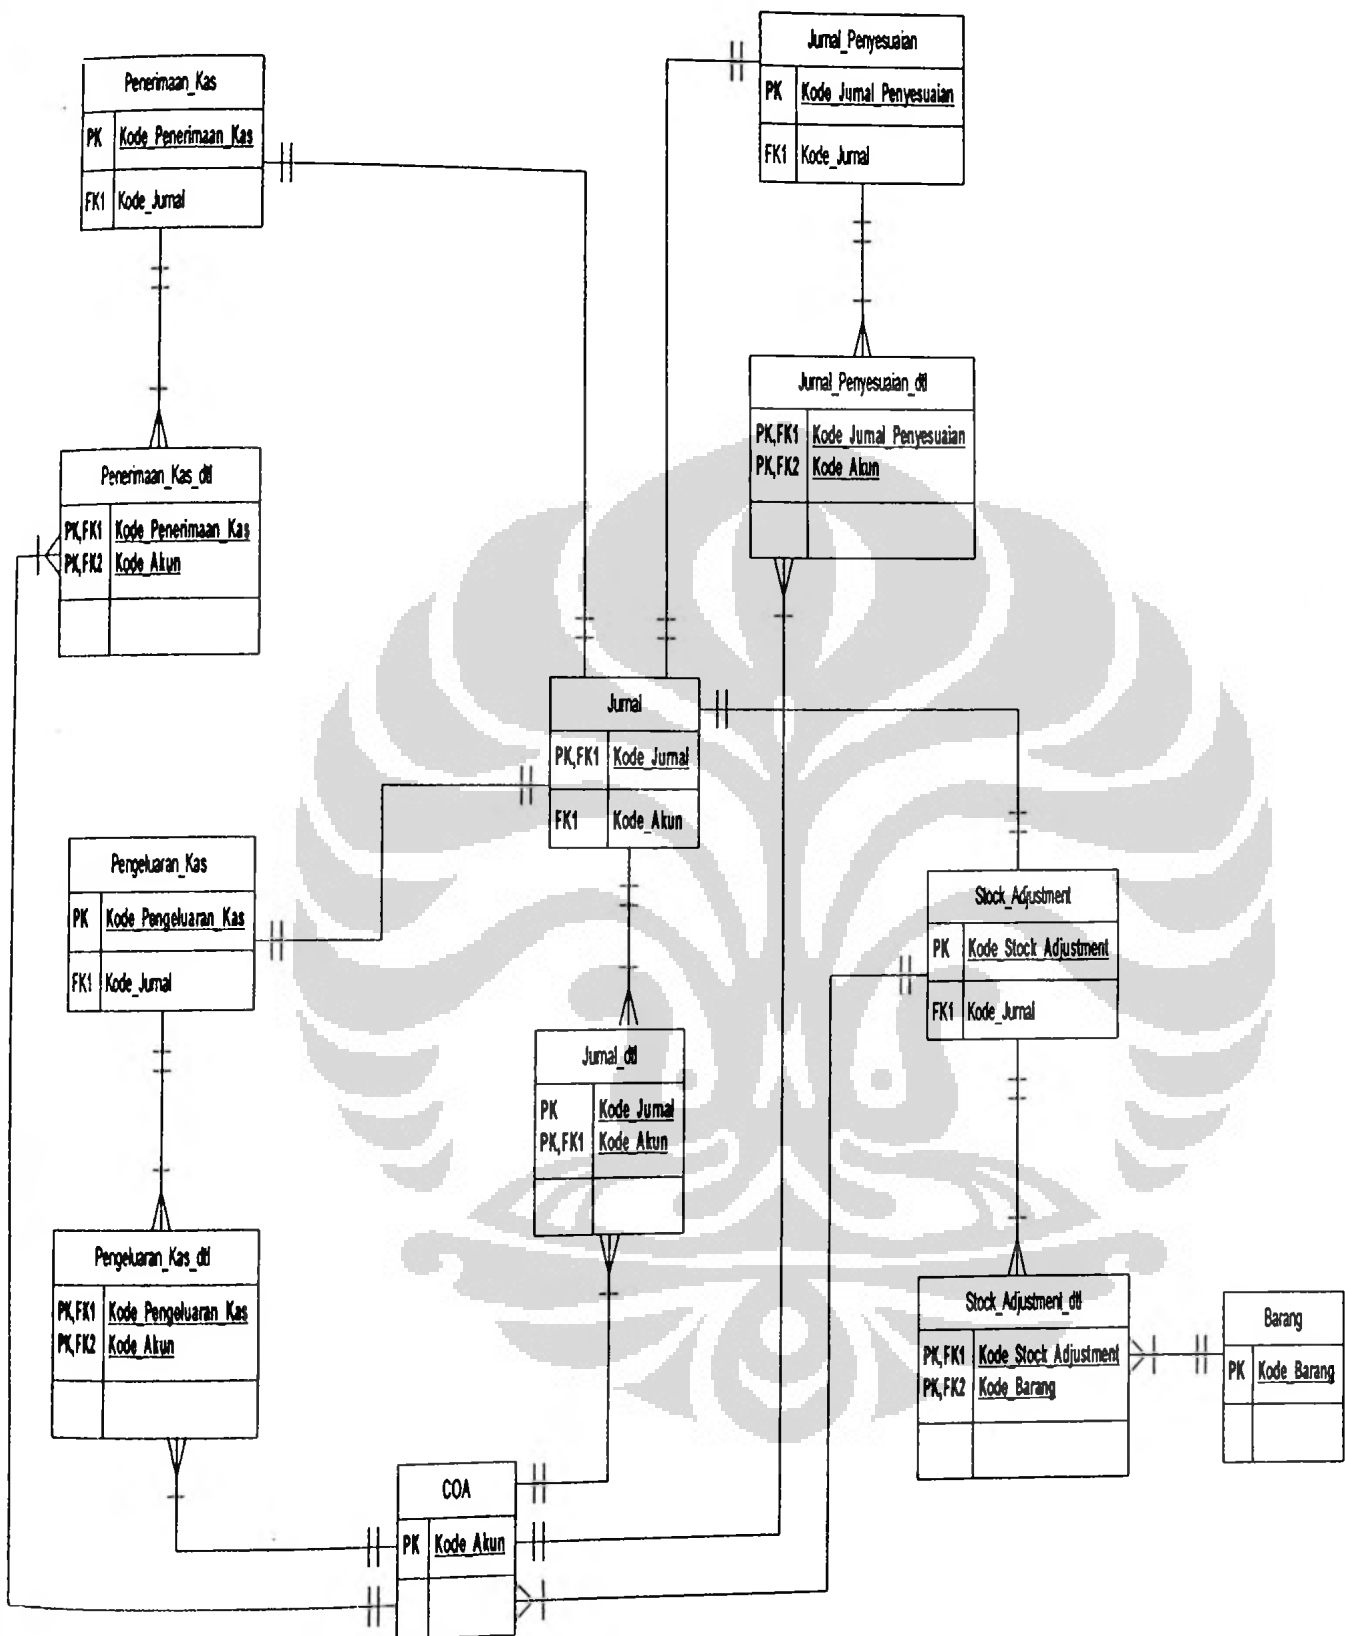 Penerimaan_Kas
PK Kode_Penerimaan_Kas
FK1 Kode_Jurnal
Jurnal_Penyesuaian
PK Kode_Jurnal_Penyesuaian
FK1 Kode_Jurnal
Penerimaan_Kas_dtl
PK,FK1 Kode_Penerimaan_Kas
PK,FK2 Kode_Akun
Jurnal_Penyesuaian_dtl
PK,FK1 Kode_Jurnal_Penyesuaian
PK,FK2 Kode_Akun
Jurnal
PK,FK1 Kode_Jurnal
FK1 Kode_Akun
Pengeluaran_Kas
PK Kode_Pengeluaran_Kas
FK1 Kode_Jurnal
Stock_Adjustment
PK Kode_Stock_Adjustment
FK1 Kode_Jurnal
Jurnal_dtl
PK Kode_Jurnal
PK,FK1 Kode_Akun
Pengeluaran_Kas_dtl
PK,FK1 Kode_Pengeluaran_Kas
PK,FK2 Kode_Akun
Stock_Adjustment_dtl
PK,FK1 Kode_Stock_Adjustment
PK,FK2 Kode_Barang
Barang
PK Kode_Barang
COA
PK Kode_Akun